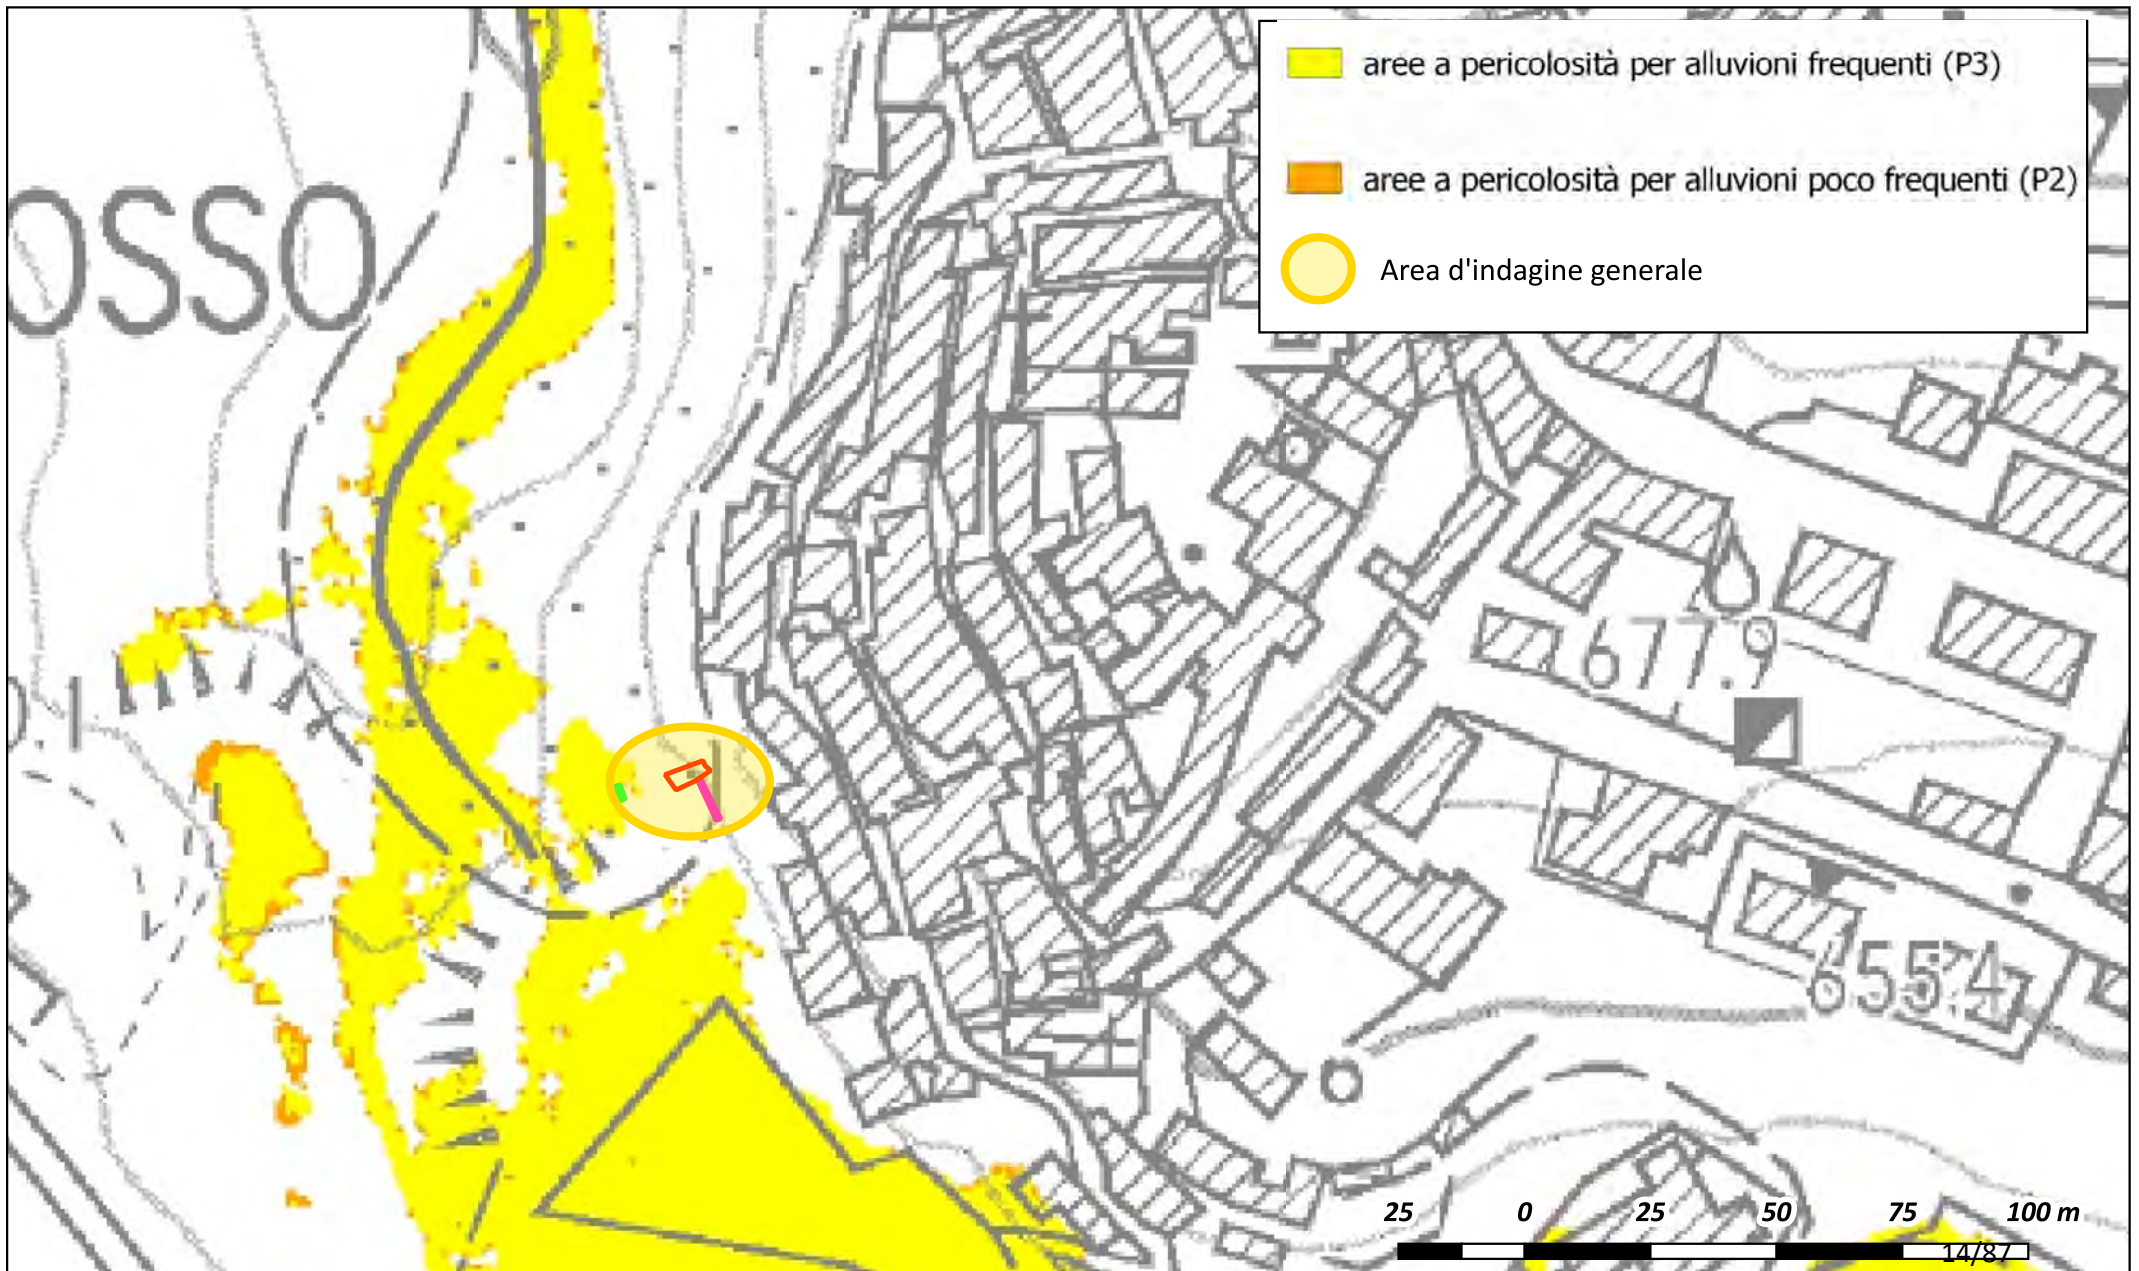 aree a pericolosità per alluvioni frequenti (P3)
aree a pericolosità per alluvioni poco frequenti (P2)
Area d'indagine generale
OSSO
677.9
655.4
25 0 25 50 75 100 m
14/87